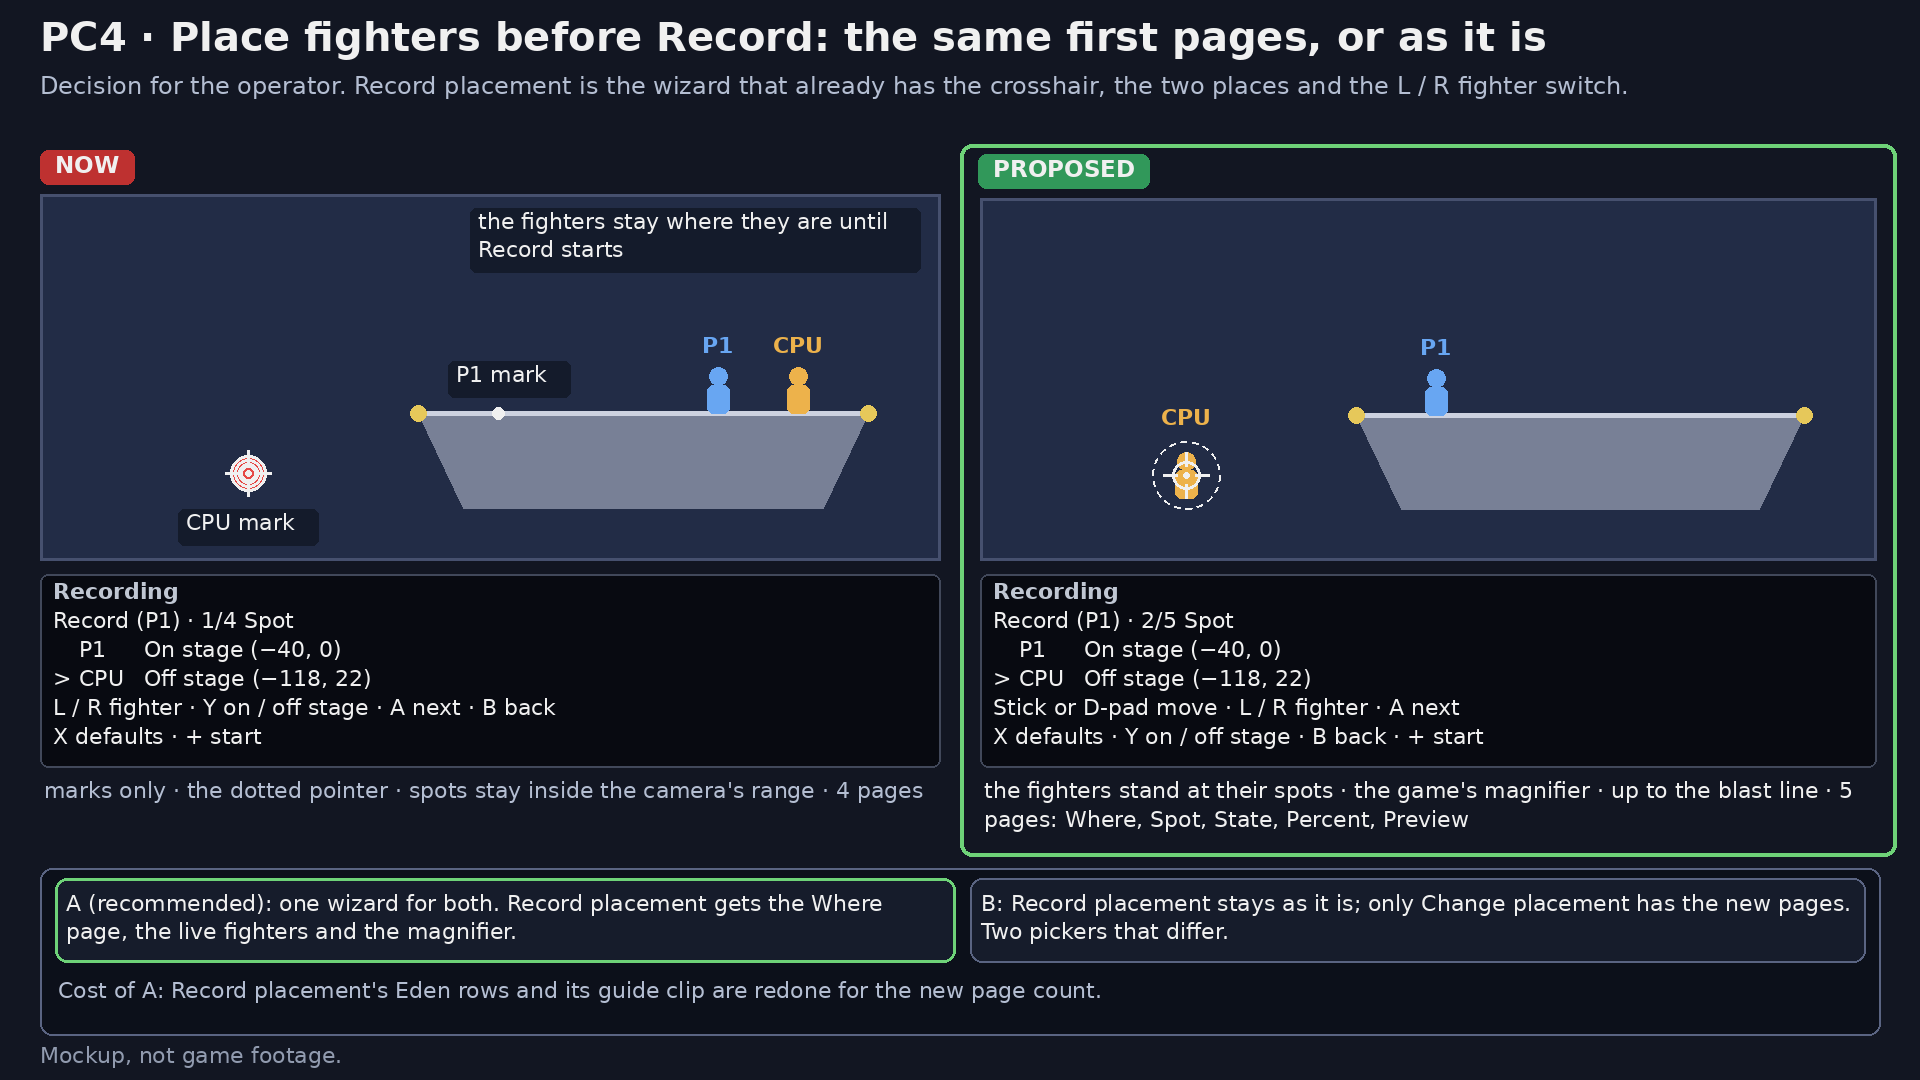 PC4 · Place fighters before Record: the same first pages, or as it is
Decision for the operator. Record placement is the wizard that already has the crosshair, the two places and the L / R fighter switch.
NOW
the fighters stay where they are until
Record starts
P1
CPU
P1 mark
CPU mark
Recording
Record (P1) · 1/4 Spot
P1 On stage (−40, 0)
> CPU Off stage (−118, 22)
L / R fighter · Y on / off stage · A next · B back
X defaults · + start
marks only · the dotted pointer · spots stay inside the camera's range · 4 pages
PROPOSED
P1
CPU
Recording
Record (P1) · 2/5 Spot
P1 On stage (−40, 0)
> CPU Off stage (−118, 22)
Stick or D-pad move · L / R fighter · A next
X defaults · Y on / off stage · B back · + start
the fighters stand at their spots · the game's magnifier · up to the blast line · 5
pages: Where, Spot, State, Percent, Preview
A (recommended): one wizard for both. Record placement gets the Where
page, the live fighters and the magnifier.
B: Record placement stays as it is; only Change placement has the new pages.
Two pickers that differ.
Cost of A: Record placement's Eden rows and its guide clip are redone for the new page count.
Mockup, not game footage.